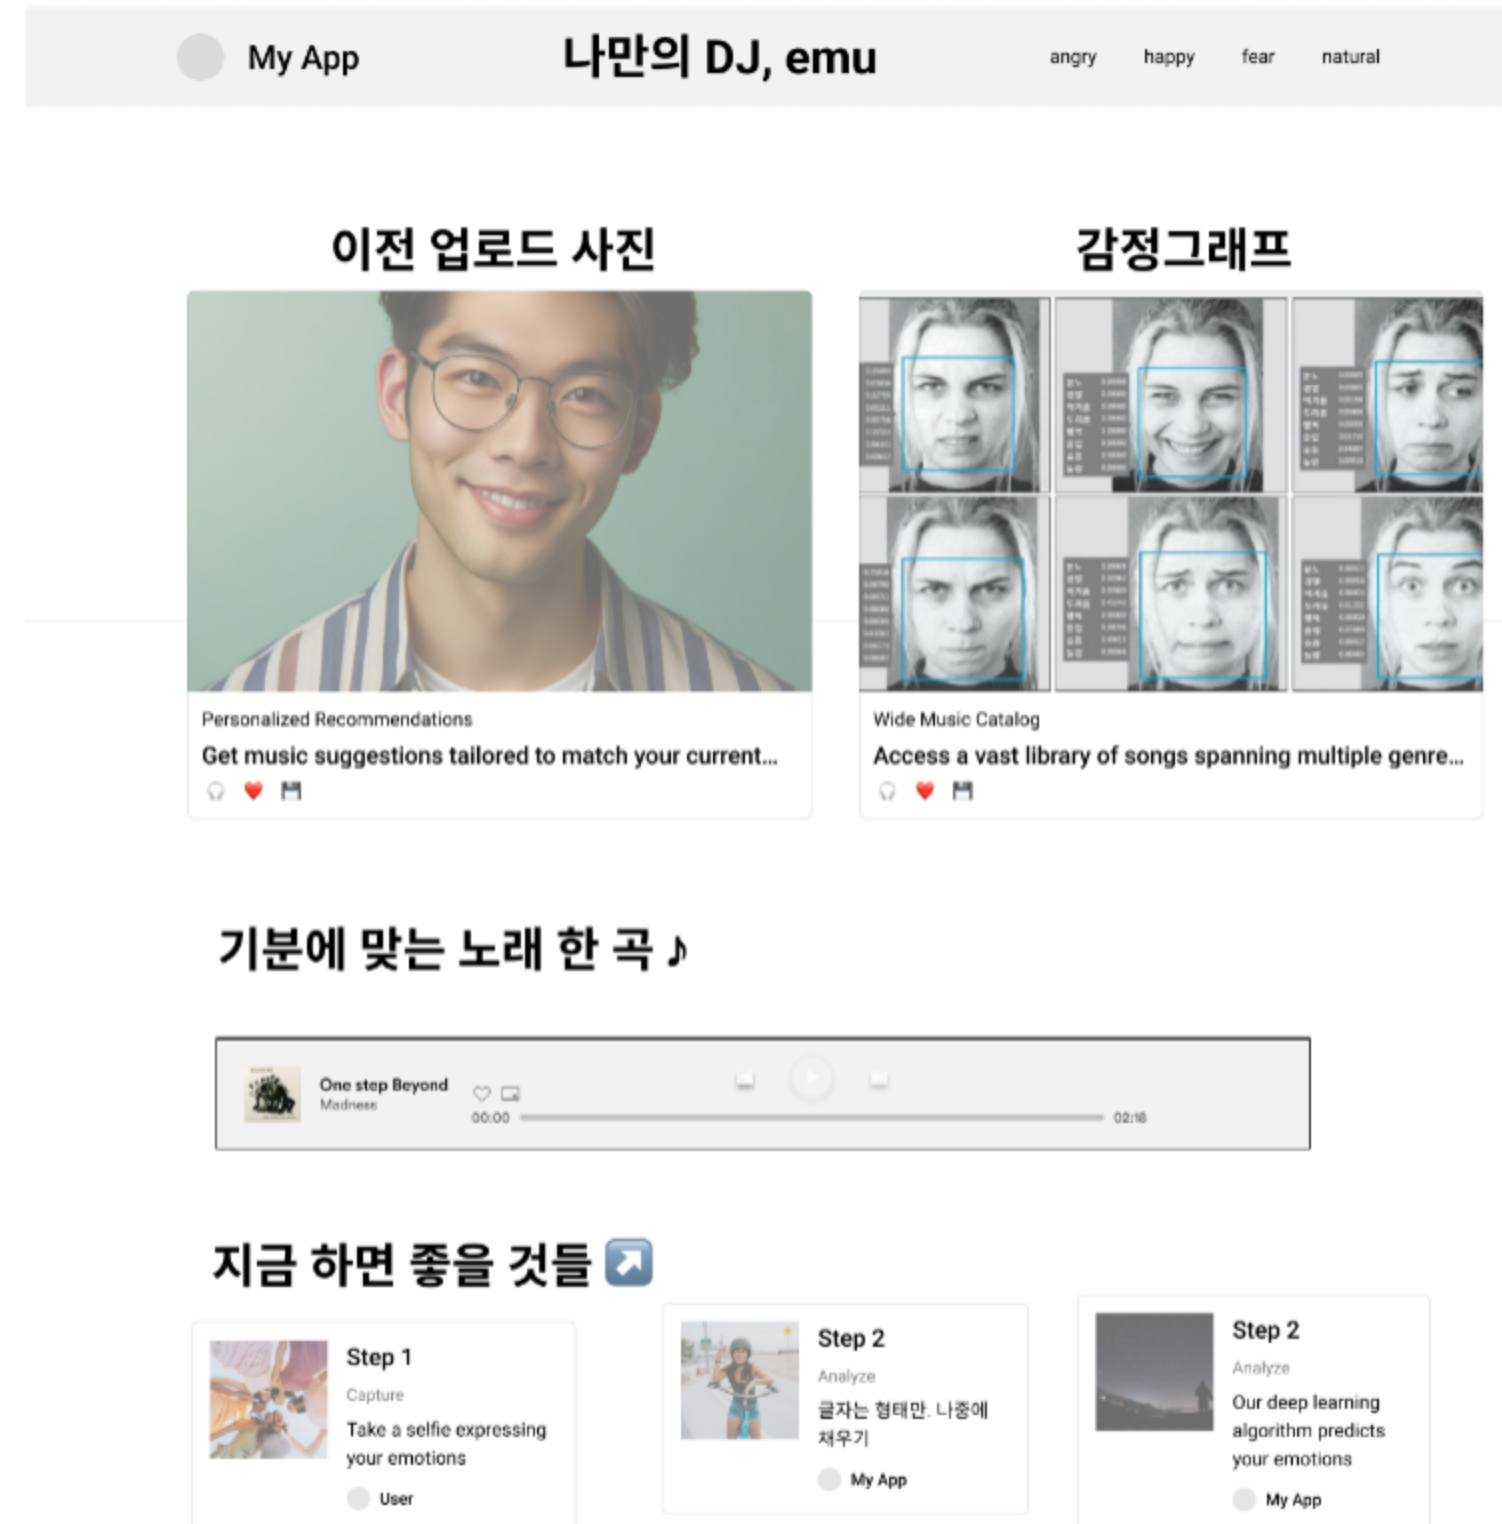 My App
나만의 DJ, emu
angry happy fear natural
이전 업로드 사진
감정그래프
Personalized Recommendations
Get music suggestions tailored to match your current...
🎧 ❤️ 💾
Wide Music Catalog
Access a vast library of songs spanning multiple genre...
🎧 ❤️ 💾
기분에 맞는 노래 한 곡 ♪
One step Beyond
Madness
00:00
02:18
지금 하면 좋을 것들 ↗️
Step 1
Capture
Take a selfie expressing
your emotions
User
Step 2
Analyze
글자는 형태만. 나중에
채우기
My App
Step 2
Analyze
Our deep learning
algorithm predicts
your emotions
My App